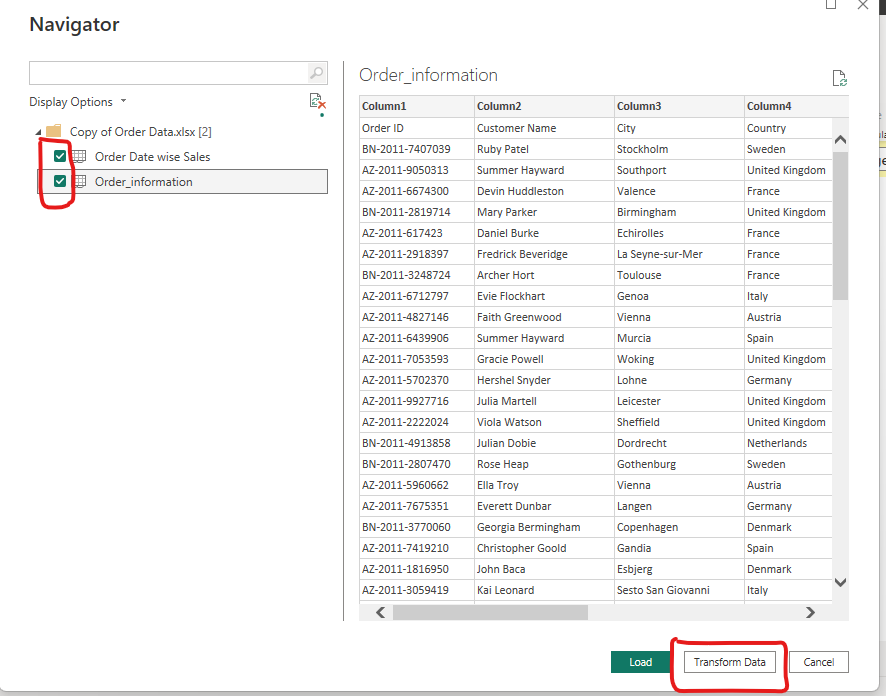 Navigator
Display Options
Copy of Order Data.xlsx [2]
Order Date wise Sales
Order_information
Order_information
Column1 Column2 Column3 Column4
Order ID Customer Name City Country
BN-2011-7407039 Ruby Patel Stockholm Sweden
AZ-2011-9050313 Summer Hayward Southport United Kingdom
AZ-2011-6674300 Devin Huddleston Valence France
BN-2011-2819714 Mary Parker Birmingham United Kingdom
AZ-2011-617423 Daniel Burke Echirolles France
AZ-2011-2918397 Fredrick Beveridge La Seyne-sur-Mer France
BN-2011-3248724 Archer Hort Toulouse France
AZ-2011-6712797 Evie Flockhart Genoa Italy
AZ-2011-4827146 Faith Greenwood Vienna Austria
AZ-2011-6439906 Summer Hayward Murcia Spain
AZ-2011-7053593 Gracie Powell Woking United Kingdom
AZ-2011-5702370 Hershel Snyder Lohne Germany
AZ-2011-9927716 Julia Martell Leicester United Kingdom
AZ-2011-2222024 Viola Watson Sheffield United Kingdom
BN-2011-4913858 Julian Dobie Dordrecht Netherlands
BN-2011-2807470 Rose Heap Gothenburg Sweden
AZ-2011-5960662 Ella Troy Vienna Austria
AZ-2011-7675351 Everett Dunbar Langen Germany
BN-2011-3770060 Georgia Bermingham Copenhagen Denmark
AZ-2011-7419210 Christopher Goold Gandia Spain
AZ-2011-1816950 John Baca Esbjerg Denmark
AZ-2011-3059419 Kai Leonard Sesto San Giovanni Italy
Load Transform Data Cancel